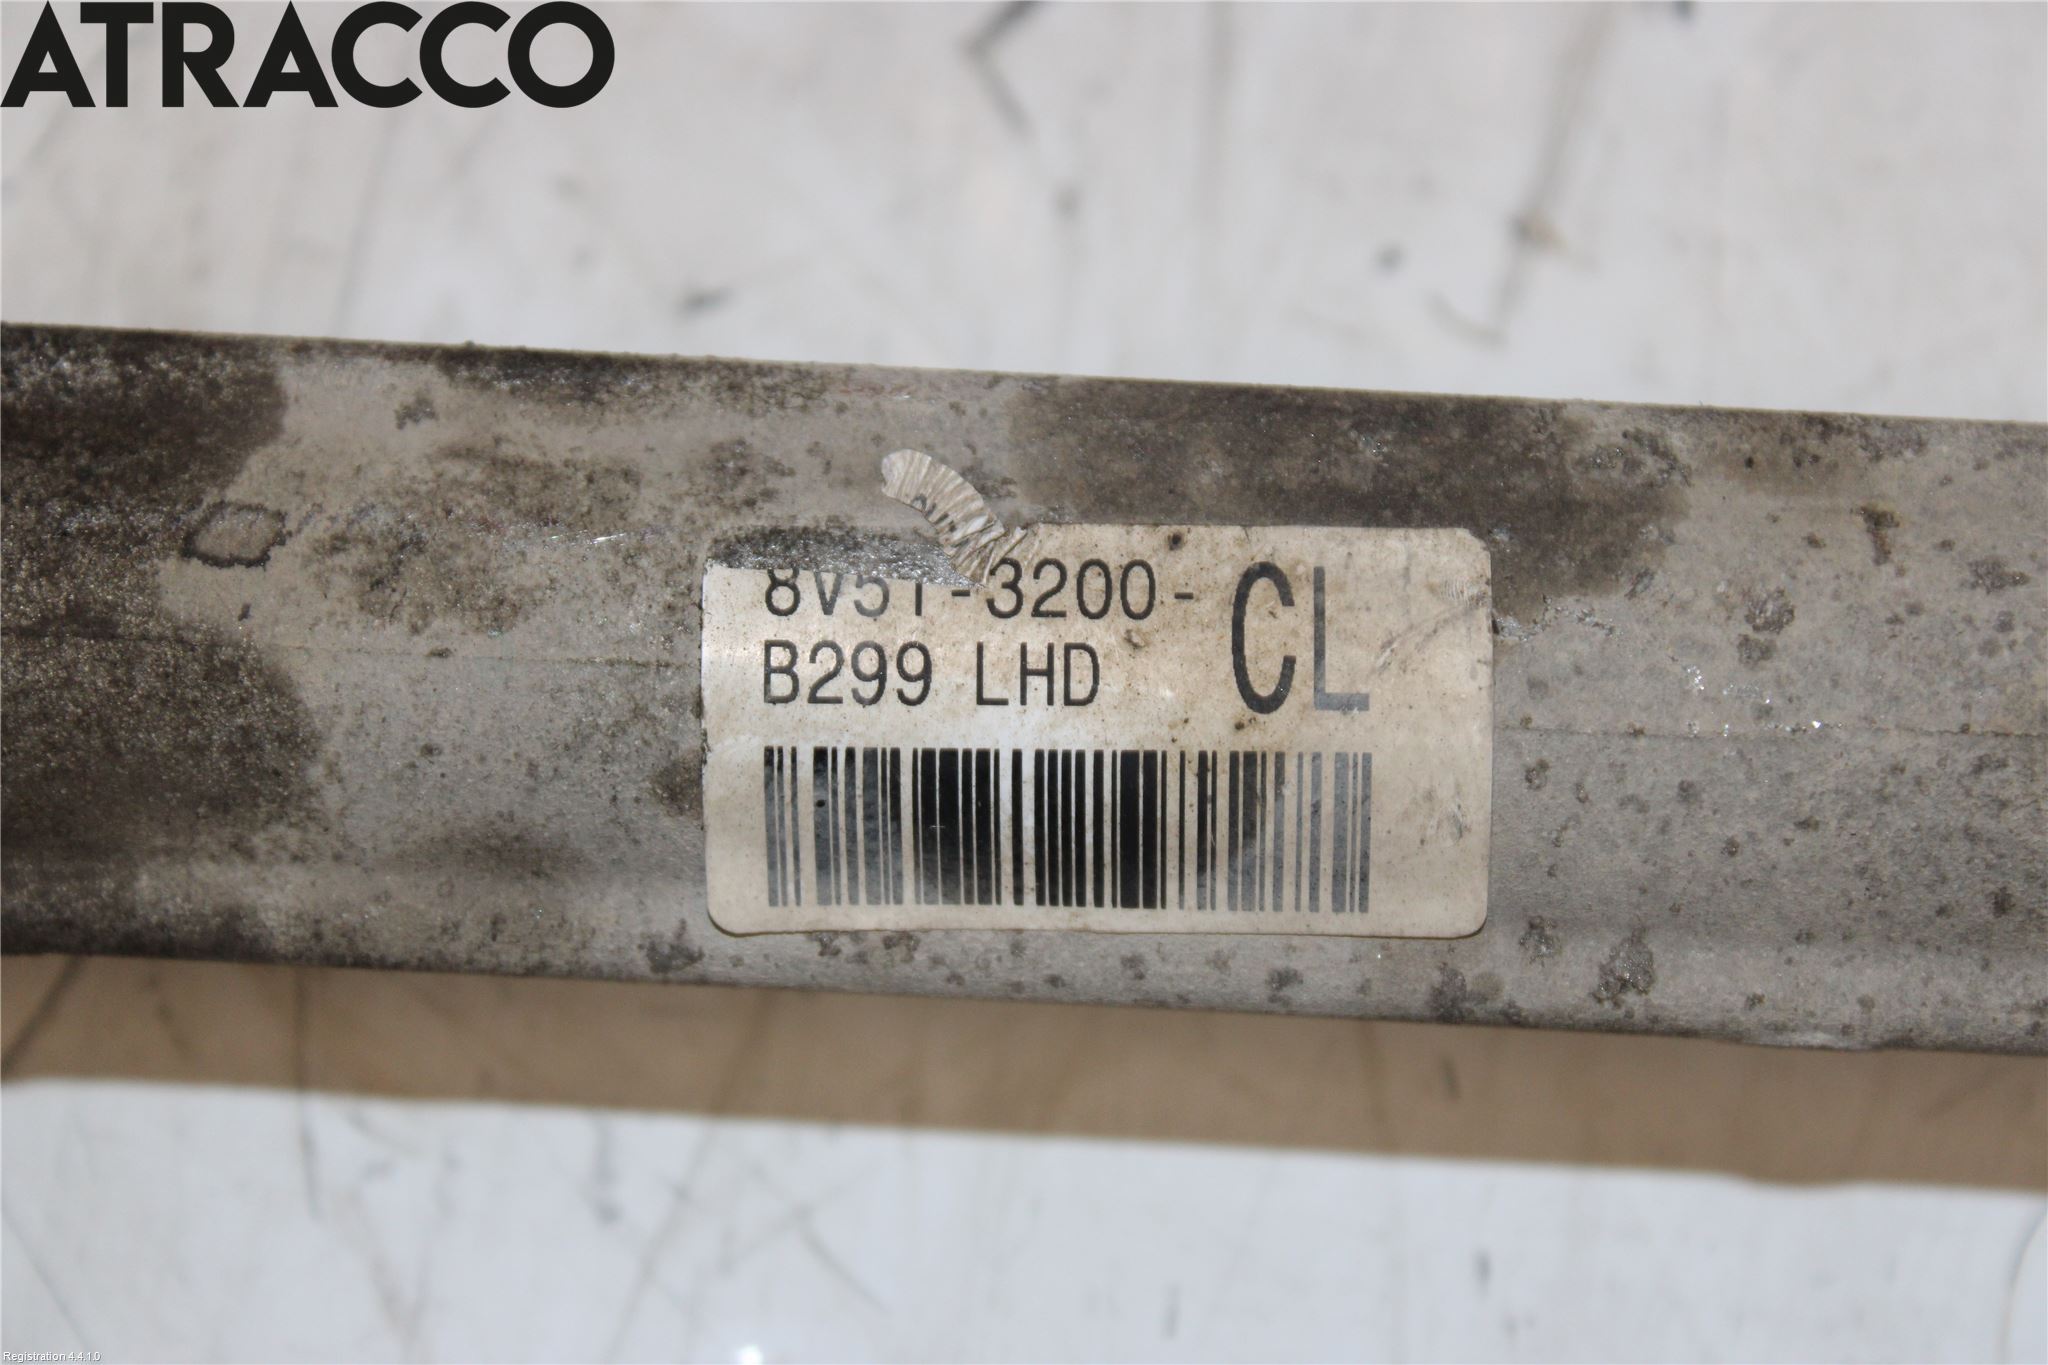 ATRACCO
8V51-3200-CL
B299 LHD
Registration 4.4.1.0